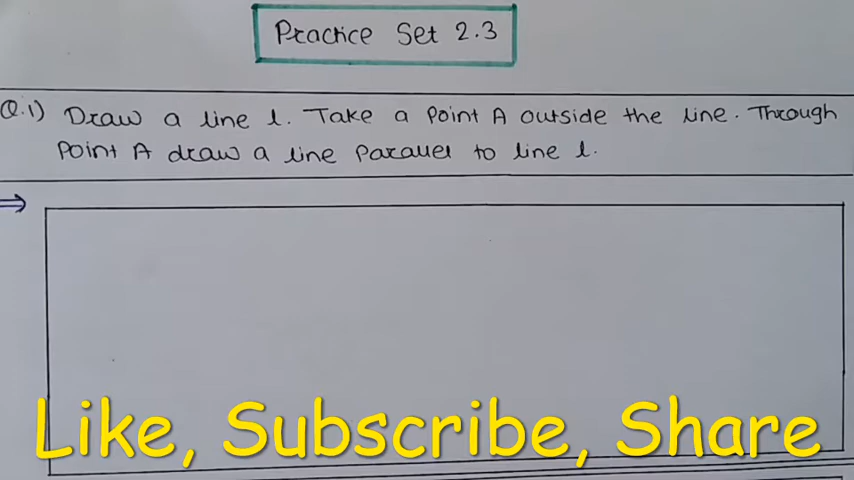 Practice Set 2.3
Q.1) Draw a line l. Take a point A outside the line. Through
point A draw a line parallel to line l.
⇒
Like, Subscribe, Share